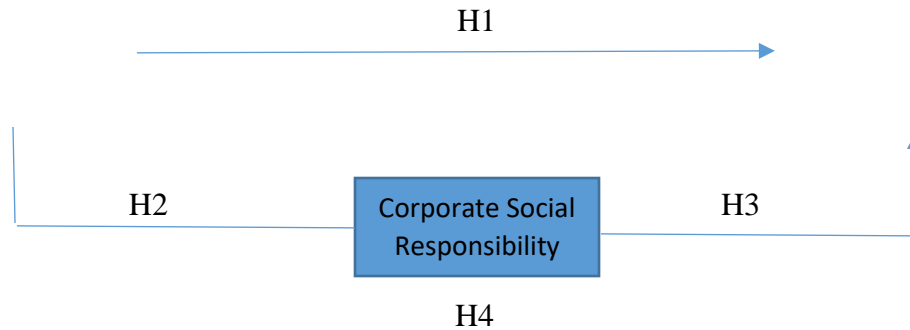 H1
H2
Corporate Social
Responsibility
H3
H4